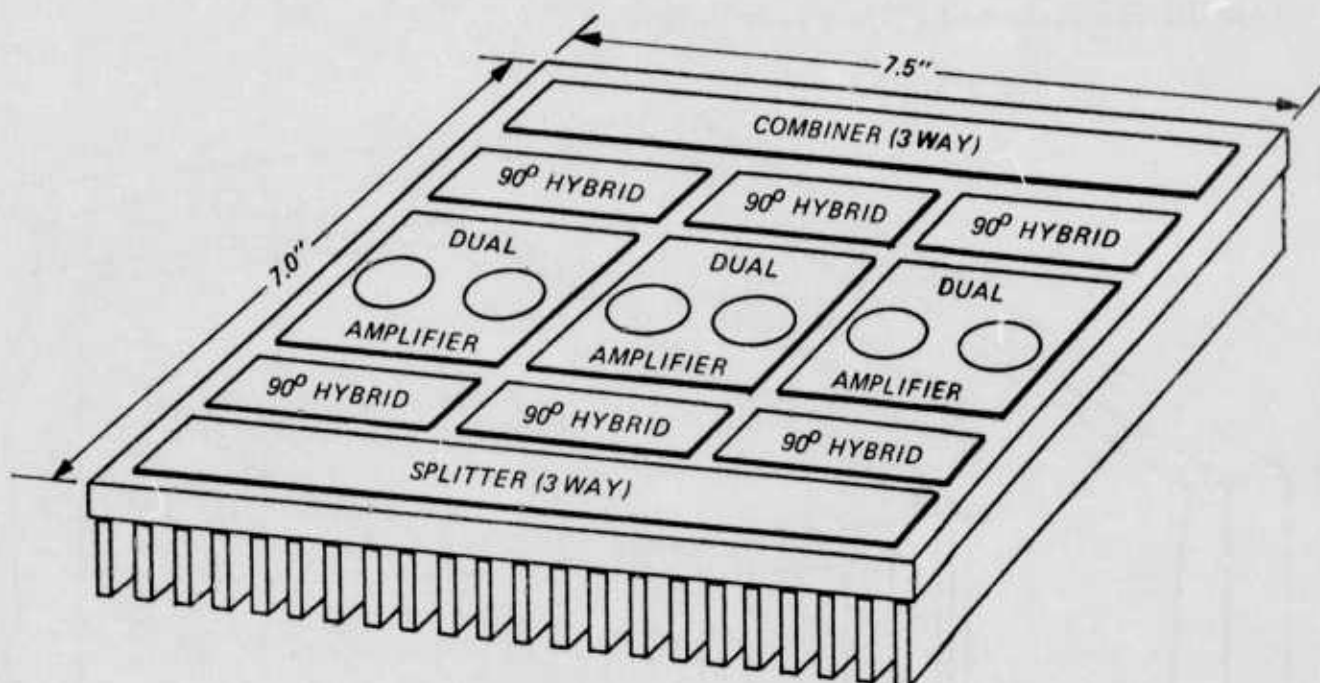 7.5"
COMBINER (3 WAY)
90° HYBRID
90° HYBRID
90° HYBRID
7.0"
DUAL
AMPLIFIER
DUAL
AMPLIFIER
DUAL
AMPLIFIER
90° HYBRID
90° HYBRID
90° HYBRID
SPLITTER (3 WAY)